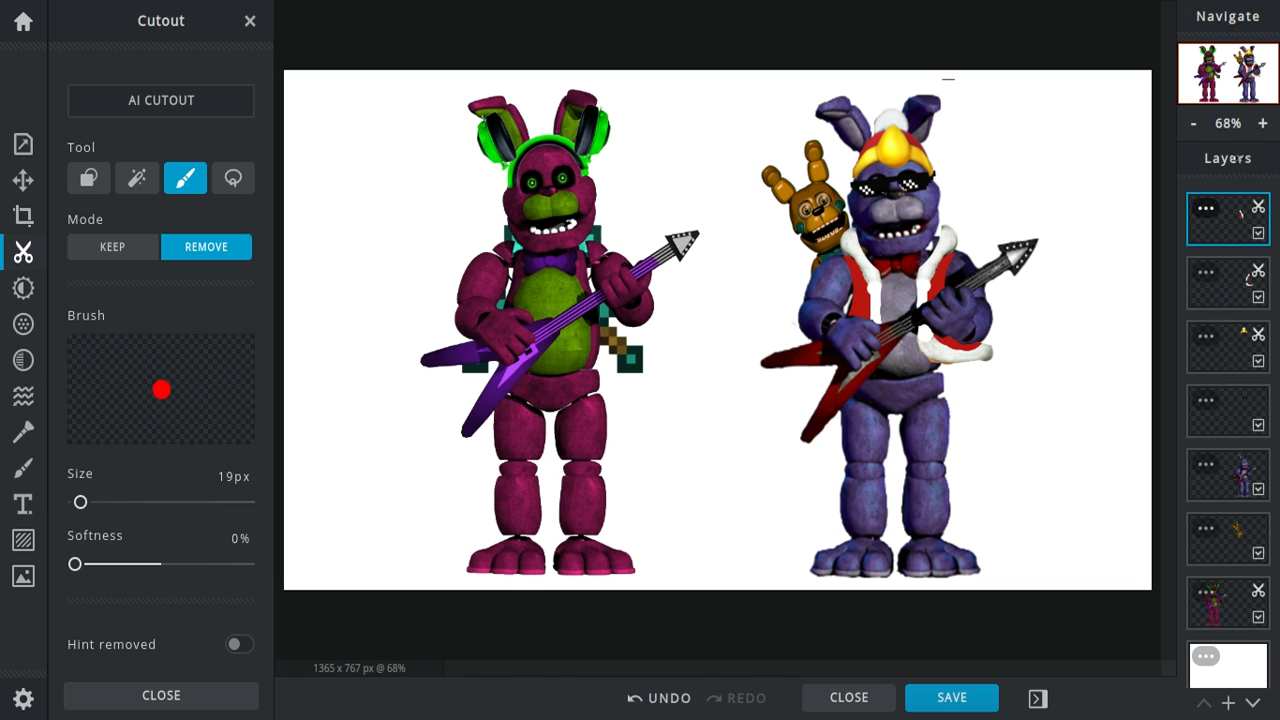 Cutout
AI CUTOUT
Tool
Mode
KEEP
REMOVE
Brush
Size
19px
Softness
0%
Hint removed
CLOSE
1365 x 767 px @ 68%
UNDO
REDO
CLOSE
SAVE
Navigate
- 68% +
Layers